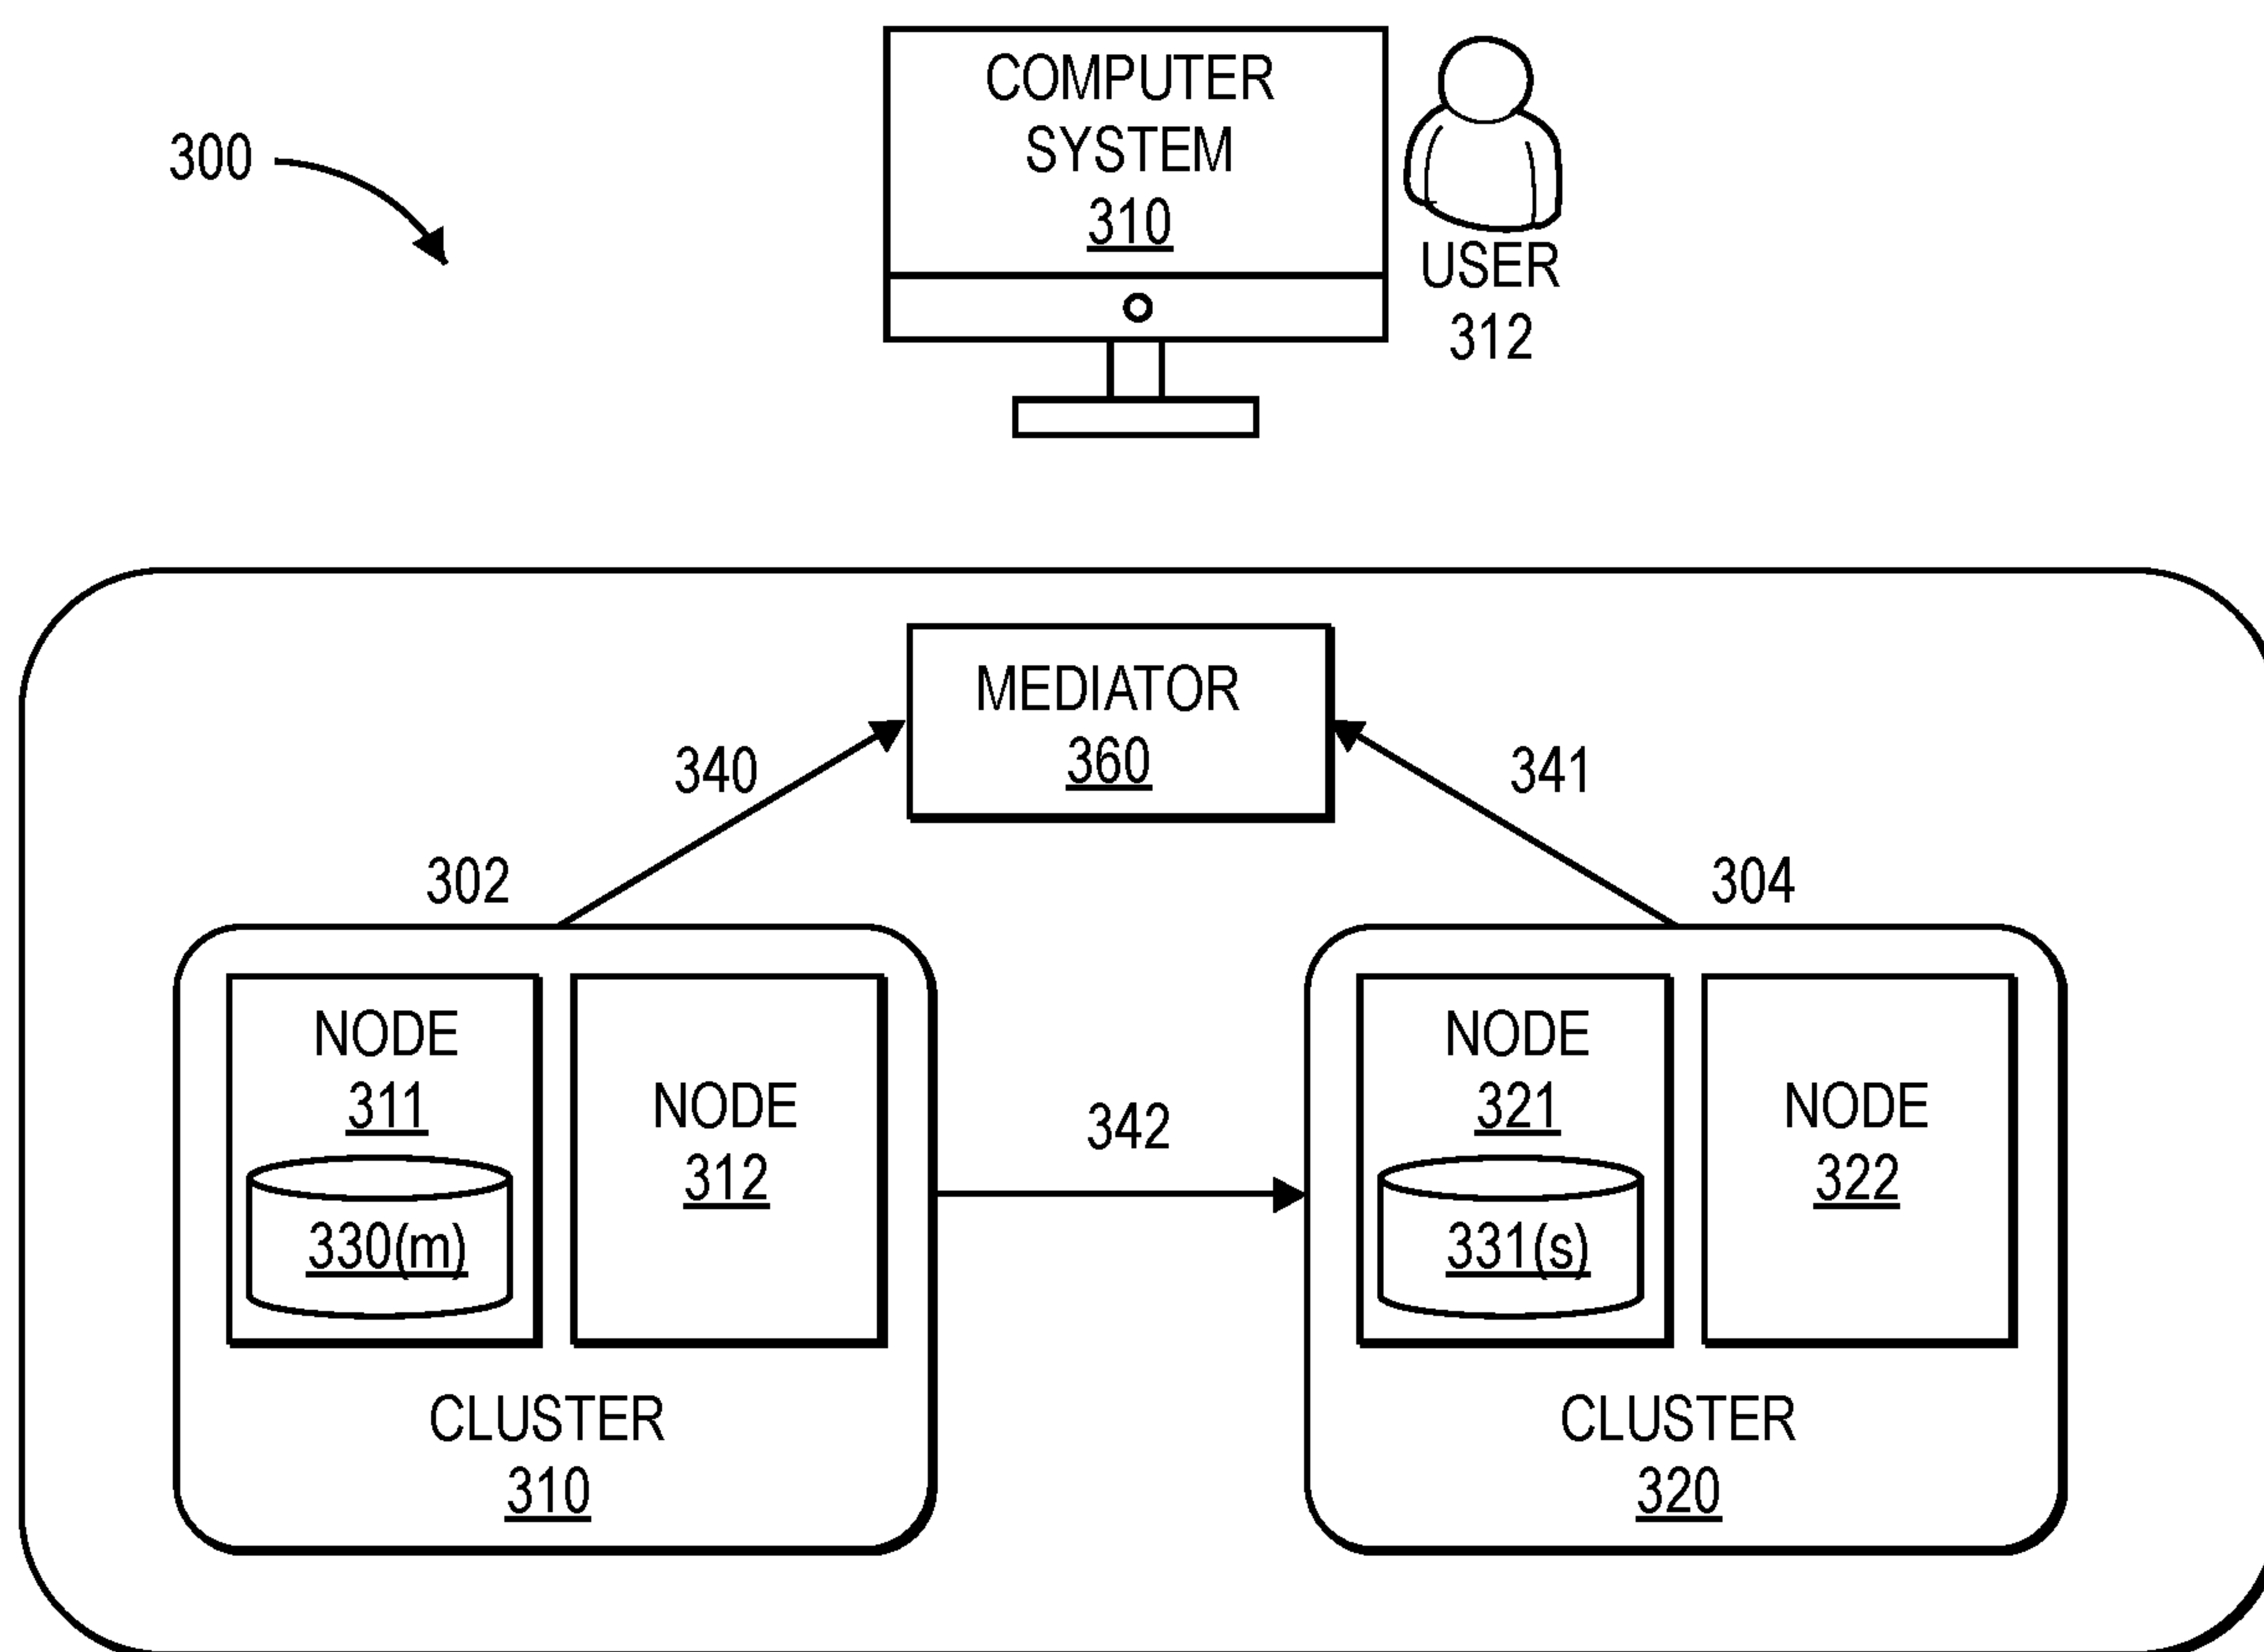 300
COMPUTER
SYSTEM
310
USER
312
MEDIATOR
360
340
341
302
304
NODE
311
330(m)
NODE
312
CLUSTER
310
342
NODE
321
331(s)
NODE
322
CLUSTER
320